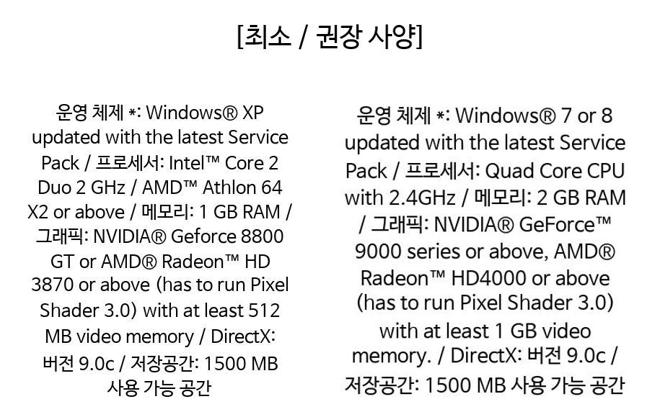 [최소 / 권장 사양]
운영 체제 *: Windows® XP
updated with the latest Service
Pack / 프로세서: Intel™ Core 2
Duo 2 GHz / AMD™ Athlon 64
X2 or above / 메모리: 1 GB RAM /
그래픽: NVIDIA® Geforce 8800
GT or AMD® Radeon™ HD
3870 or above (has to run Pixel
Shader 3.0) with at least 512
MB video memory / DirectX:
버전 9.0c / 저장공간: 1500 MB
사용 가능 공간
운영 체제 *: Windows® 7 or 8
updated with the latest Service
Pack / 프로세서: Quad Core CPU
with 2.4GHz / 메모리: 2 GB RAM
/ 그래픽: NVIDIA® GeForce™
9000 series or above, AMD®
Radeon™ HD4000 or above
(has to run Pixel Shader 3.0)
with at least 1 GB video
memory. / DirectX: 버전 9.0c /
저장공간: 1500 MB 사용 가능 공간